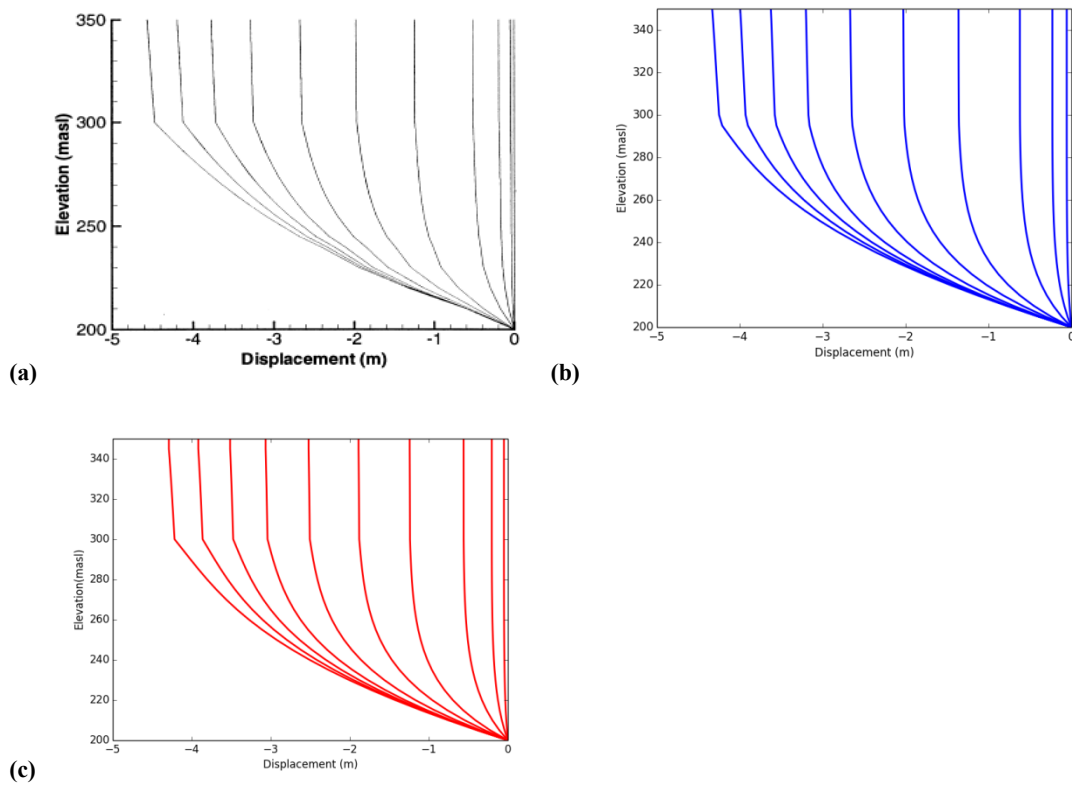 350
300
250
200
Elevation (masl)
-5 -4 -3 -2 -1 0
Displacement (m)
(a)
340
320
300
280
260
240
220
200
Elevation (masl)
−5 −4 −3 −2 −1 0
Displacement (m)
(b)
340
320
300
280
260
240
220
200
Elevation(masl)
−5 −4 −3 −2 −1 0
Displacement (m)
(c)